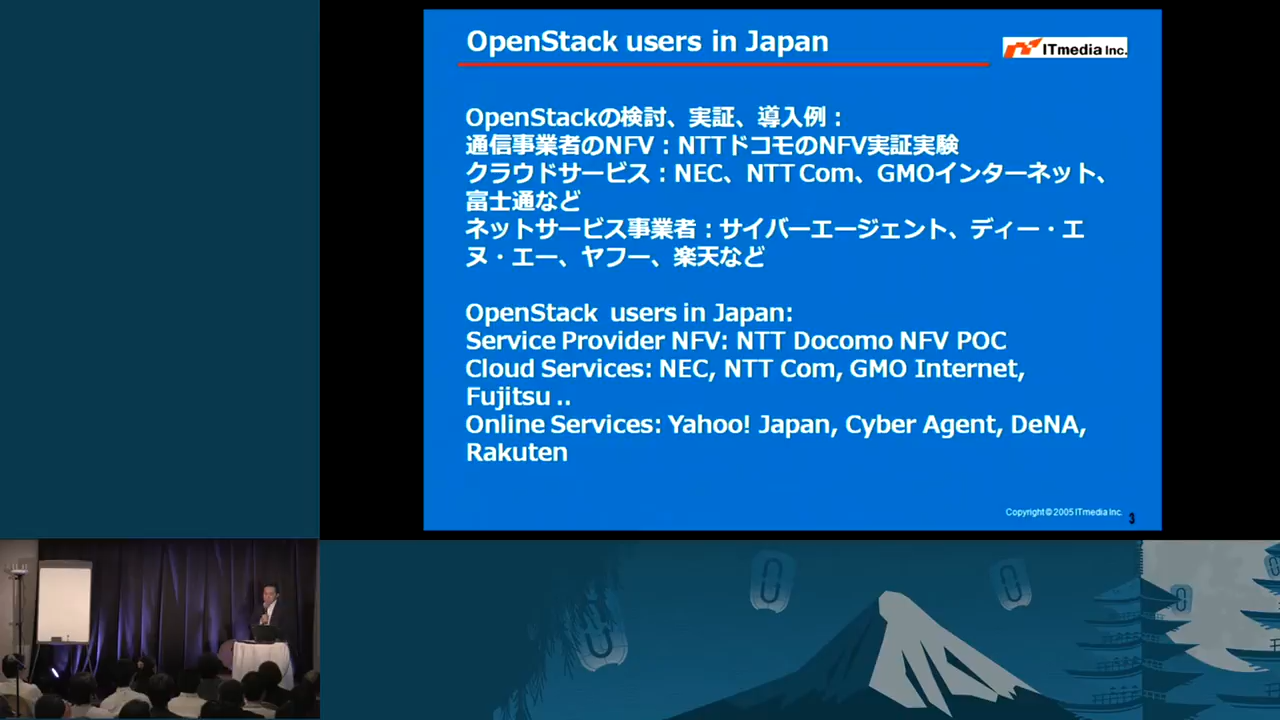 OpenStack users in Japan
ITmedia Inc.
OpenStackの検討、実証、導入例：
通信事業者のNFV：NTTドコモのNFV実証実験
クラウドサービス：NEC、NTT Com、GMOインターネット、
富士通など
ネットサービス事業者：サイバーエージェント、ディー・エ
ヌ・エー、ヤフー、楽天など
OpenStack users in Japan:
Service Provider NFV: NTT Docomo NFV POC
Cloud Services: NEC, NTT Com, GMO Internet,
Fujitsu ..
Online Services: Yahoo! Japan, Cyber Agent, DeNA,
Rakuten
Copyright © 2005 ITmedia Inc.
3